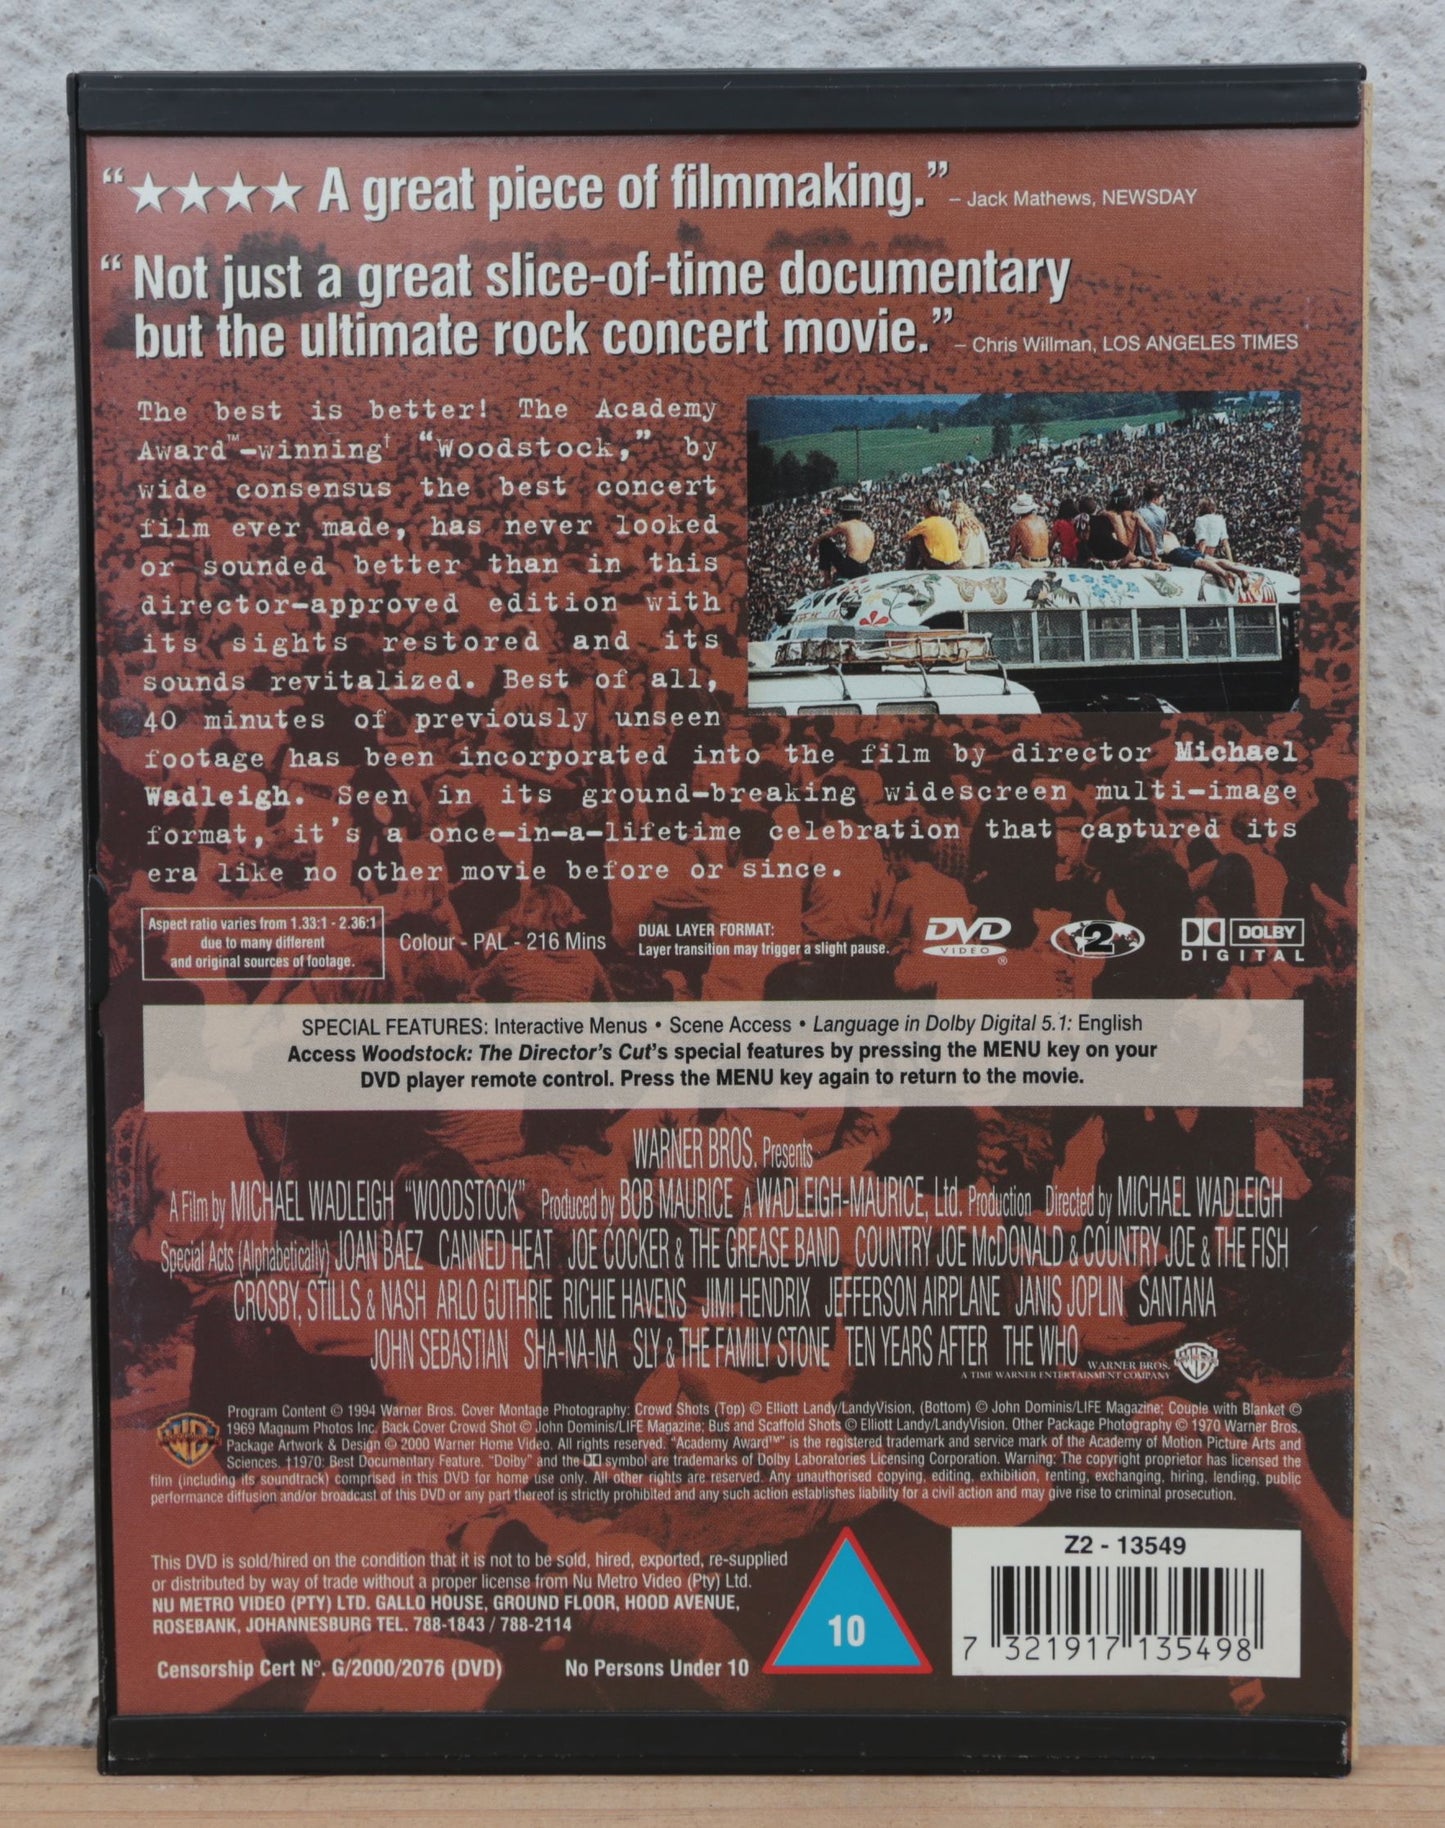 “★★★★ A great piece of filmmaking.” – Jack Mathews, NEWSDAY
“Not just a great slice-of-time documentary
but the ultimate rock concert movie.” – Chris Willman, LOS ANGELES TIMES
The best is better! The Academy
Award™-winning† “Woodstock,” by
wide consensus the best concert
film ever made, has never looked
or sounded better than in this
director-approved edition with
its sights restored and its
sounds revitalized. Best of all,
40 minutes of previously unseen
footage has been incorporated into the film by director Michael
Wadleigh. Seen in its ground-breaking widescreen multi-image
format, it's a once-in-a-lifetime celebration that captured its
era like no other movie before or since.
Aspect ratio varies from 1.33:1 - 2.36:1
due to many different
and original sources of footage.
Colour - PAL - 216 Mins
DUAL LAYER FORMAT:
Layer transition may trigger a slight pause.
DVD
VIDEO ®
2
DOLBY
DIGITAL
SPECIAL FEATURES: Interactive Menus • Scene Access • Language in Dolby Digital 5.1: English
Access Woodstock: The Director's Cut's special features by pressing the MENU key on your
DVD player remote control. Press the MENU key again to return to the movie.
WARNER BROS. Presents
A Film by MICHAEL WADLEIGH “WOODSTOCK” Produced by BOB MAURICE A WADLEIGH-MAURICE, Ltd. Production Directed by MICHAEL WADLEIGH
Special Acts (Alphabetically) JOAN BAEZ CANNED HEAT JOE COCKER & THE GREASE BAND COUNTRY JOE McDONALD & COUNTRY JOE & THE FISH
CROSBY, STILLS & NASH ARLO GUTHRIE RICHIE HAVENS JIMI HENDRIX JEFFERSON AIRPLANE JANIS JOPLIN SANTANA
JOHN SEBASTIAN SHA-NA-NA SLY & THE FAMILY STONE TEN YEARS AFTER THE WHO
WARNER BROS.
A TIME WARNER ENTERTAINMENT COMPANY
Program Content © 1994 Warner Bros. Cover Montage Photography: Crowd Shots (Top) © Elliott Landy/LandyVision, (Bottom) © John Dominis/LIFE Magazine; Couple with Blanket ©
1969 Magnum Photos Inc. Back Cover Crowd Shot © John Dominis/LIFE Magazine; Bus and Scaffold Shots © Elliott Landy/LandyVision. Other Package Photography © 1970 Warner Bros.
Package Artwork & Design © 2000 Warner Home Video. All rights reserved. “Academy Award™” is the registered trademark and service mark of the Academy of Motion Picture Arts and
Sciences. †1970: Best Documentary Feature. “Dolby” and the symbol are trademarks of Dolby Laboratories Licensing Corporation. Warning: The copyright proprietor has licensed the
film (including its soundtrack) comprised in this DVD for home use only. All other rights are reserved. Any unauthorised copying, editing, exhibition, renting, exchanging, hiring, lending, public
performance diffusion and/or broadcast of this DVD or any part thereof is strictly prohibited and any such action establishes liability for a civil action and may give rise to criminal prosecution.
This DVD is sold/hired on the condition that it is not to be sold, hired, exported, re-supplied
or distributed by way of trade without a proper license from Nu Metro Video (Pty) Ltd.
NU METRO VIDEO (PTY) LTD. GALLO HOUSE, GROUND FLOOR, HOOD AVENUE,
ROSEBANK, JOHANNESBURG TEL. 788-1843 / 788-2114
Censorship Cert Nº. G/2000/2076 (DVD) No Persons Under 10
10
Z2 - 13549
7 321917 135498